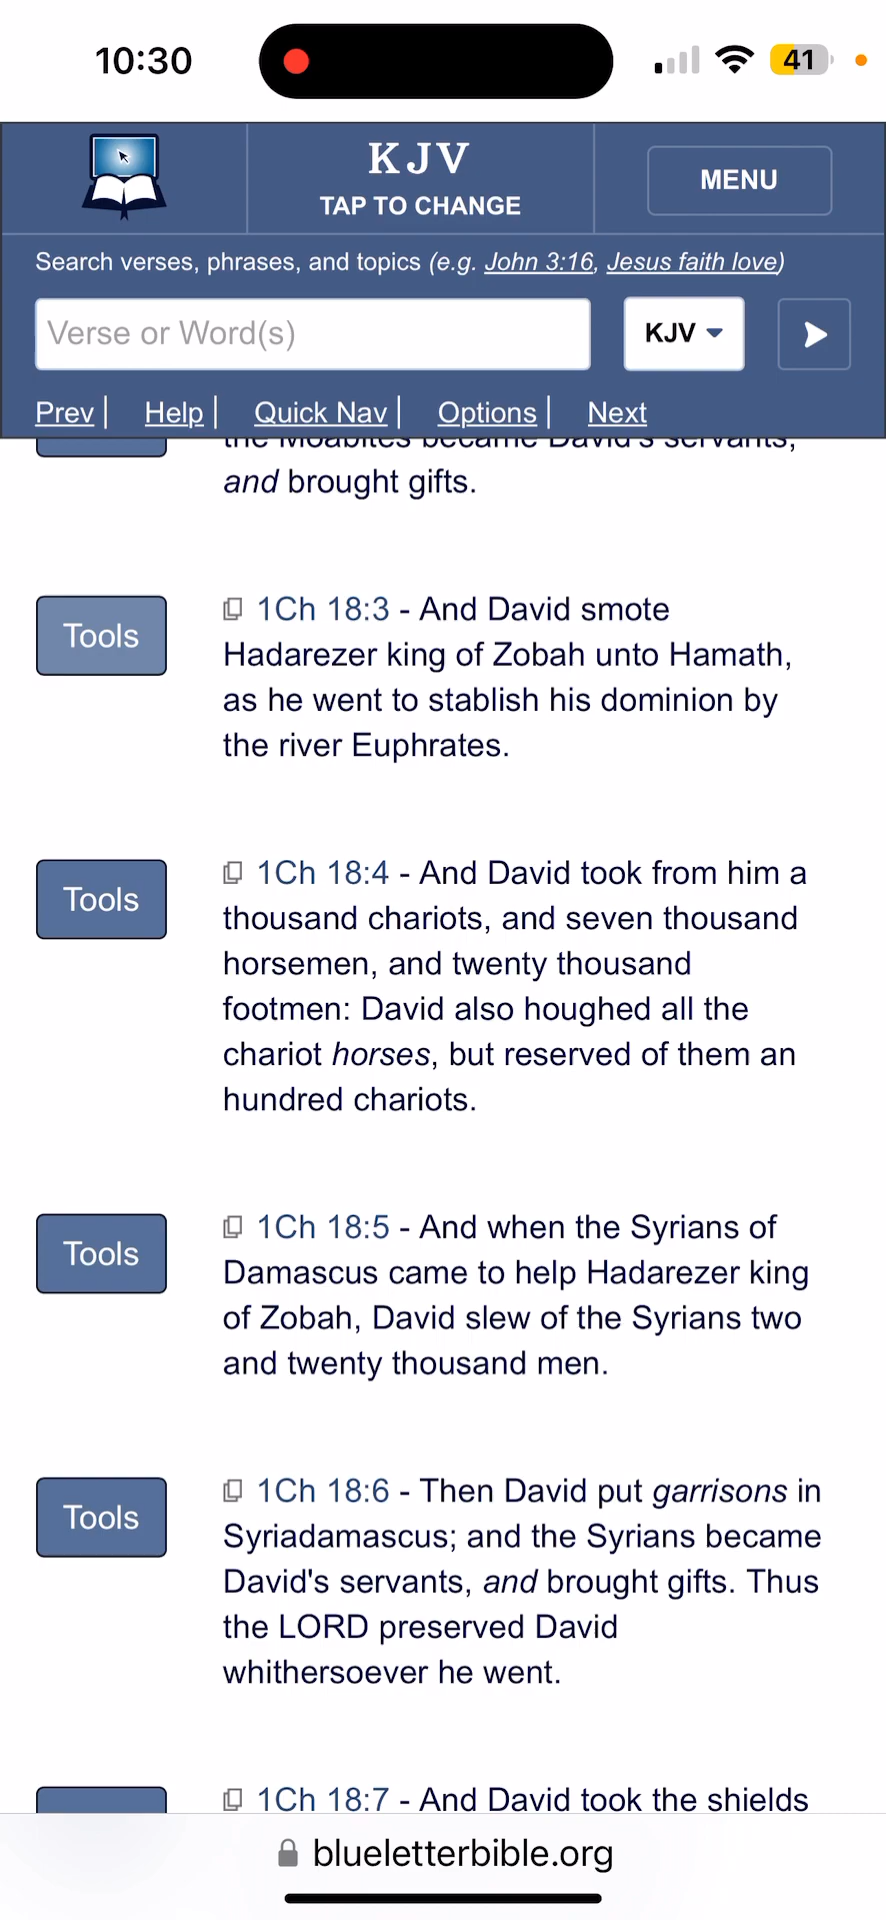 10:30
41
KJV
TAP TO CHANGE
MENU
Search verses, phrases, and topics (e.g. John 3:16, Jesus faith love)
Verse or Word(s)
KJV
Prev | Help | Quick Nav | Options | Next
the Moabites became David's servants,
and brought gifts.
Tools
1Ch 18:3 - And David smote
Hadarezer king of Zobah unto Hamath,
as he went to stablish his dominion by
the river Euphrates.
Tools
1Ch 18:4 - And David took from him a
thousand chariots, and seven thousand
horsemen, and twenty thousand
footmen: David also houghed all the
chariot horses, but reserved of them an
hundred chariots.
Tools
1Ch 18:5 - And when the Syrians of
Damascus came to help Hadarezer king
of Zobah, David slew of the Syrians two
and twenty thousand men.
Tools
1Ch 18:6 - Then David put garrisons in
Syriadamascus; and the Syrians became
David's servants, and brought gifts. Thus
the LORD preserved David
whithersoever he went.
1Ch 18:7 - And David took the shields
blueletterbible.org